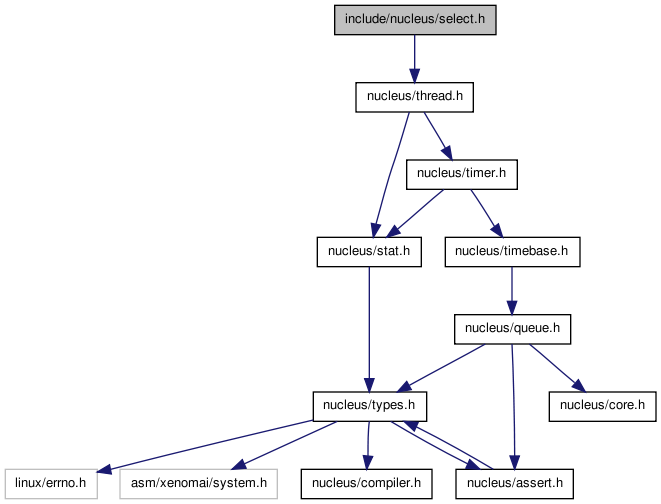 include/nucleus/select.h
nucleus/thread.h
nucleus/timer.h
nucleus/stat.h
nucleus/timebase.h
nucleus/queue.h
nucleus/types.h
nucleus/core.h
linux/errno.h
asm/xenomai/system.h
nucleus/compiler.h
nucleus/assert.h